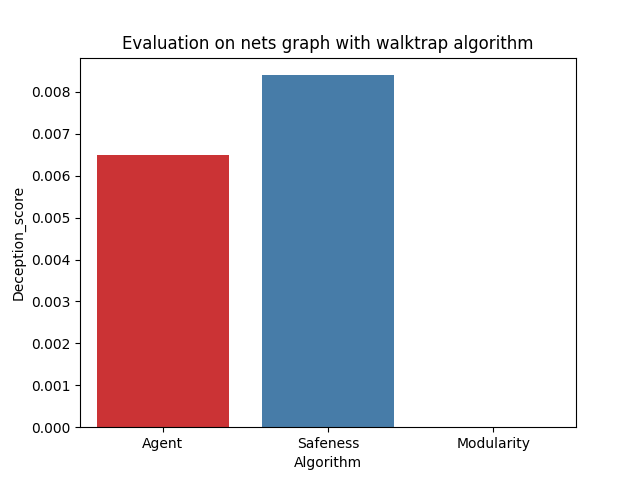 Evaluation on nets graph with walktrap algorithm
0.008
0.007
0.006
0.005
0.004
0.003
0.002
0.001
0.000
Deception_score
Agent
Safeness
Modularity
Algorithm